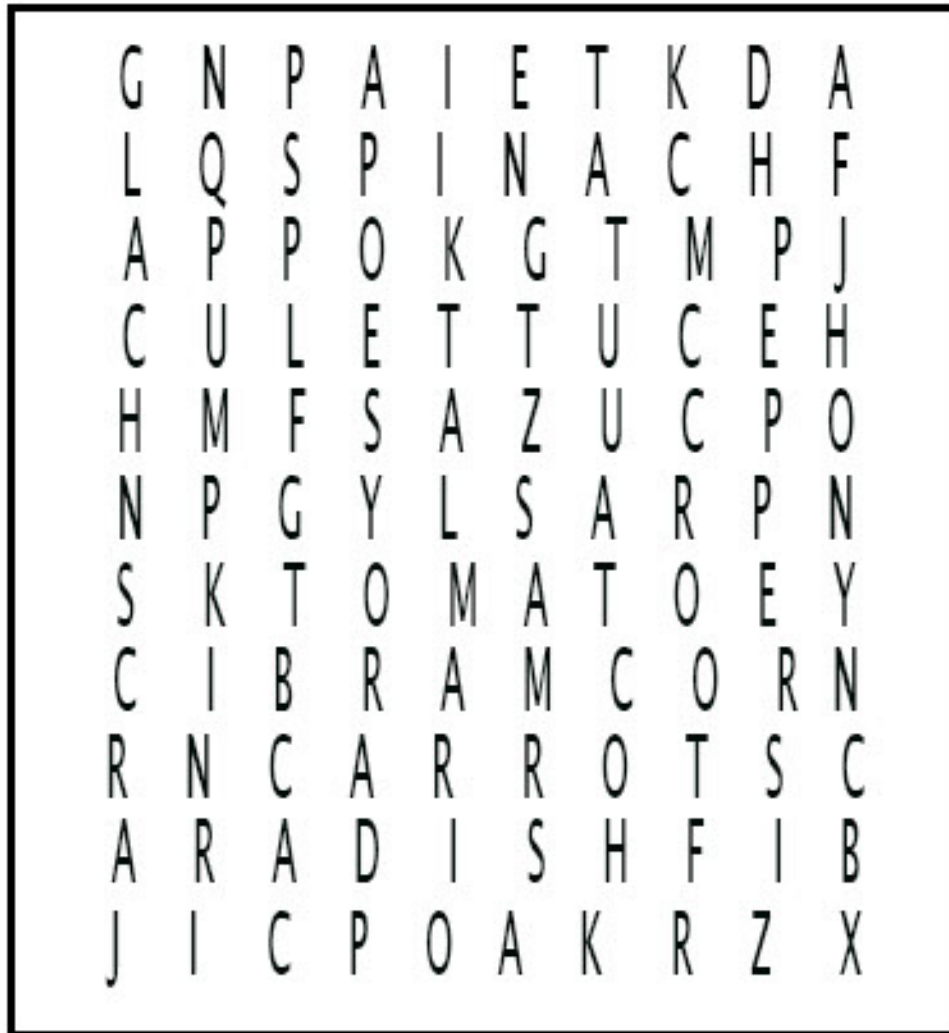 G N P A I E T K D A
L Q S P I N A C H F
A P P O K G T M P J
C U L E T T U C E H
H M F S A Z U C P O
N P G Y L S A R P N
S K T O M A T O E Y
C I B R A M C O R N
R N C A R R O T S C
A R A D I S H F I B
J I C P O A K R Z X